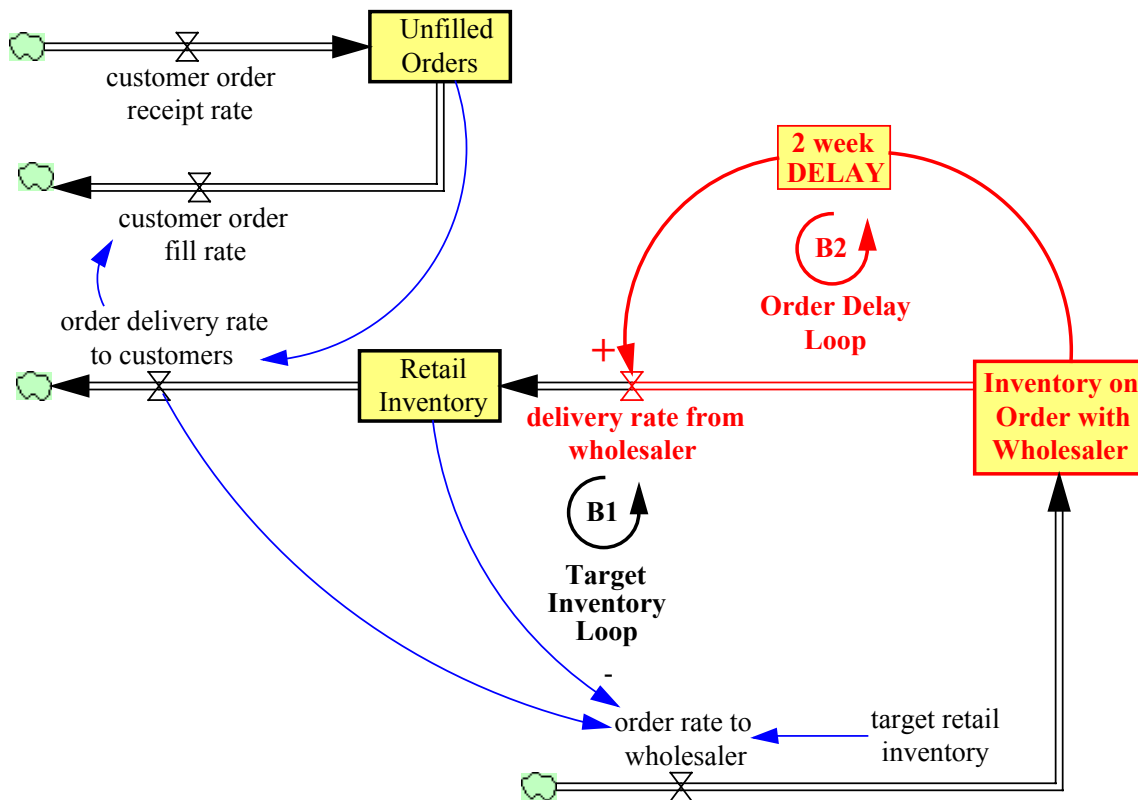 Unfilled
Orders
customer order
receipt rate
2 week
DELAY
customer order
fill rate
B2
Order Delay
Loop
order delivery rate
to customers
+
Retail
Inventory
Inventory on
Order with
Wholesaler
delivery rate from
wholesaler
B1
Target
Inventory
Loop
-
order rate to
wholesaler
target retail
inventory